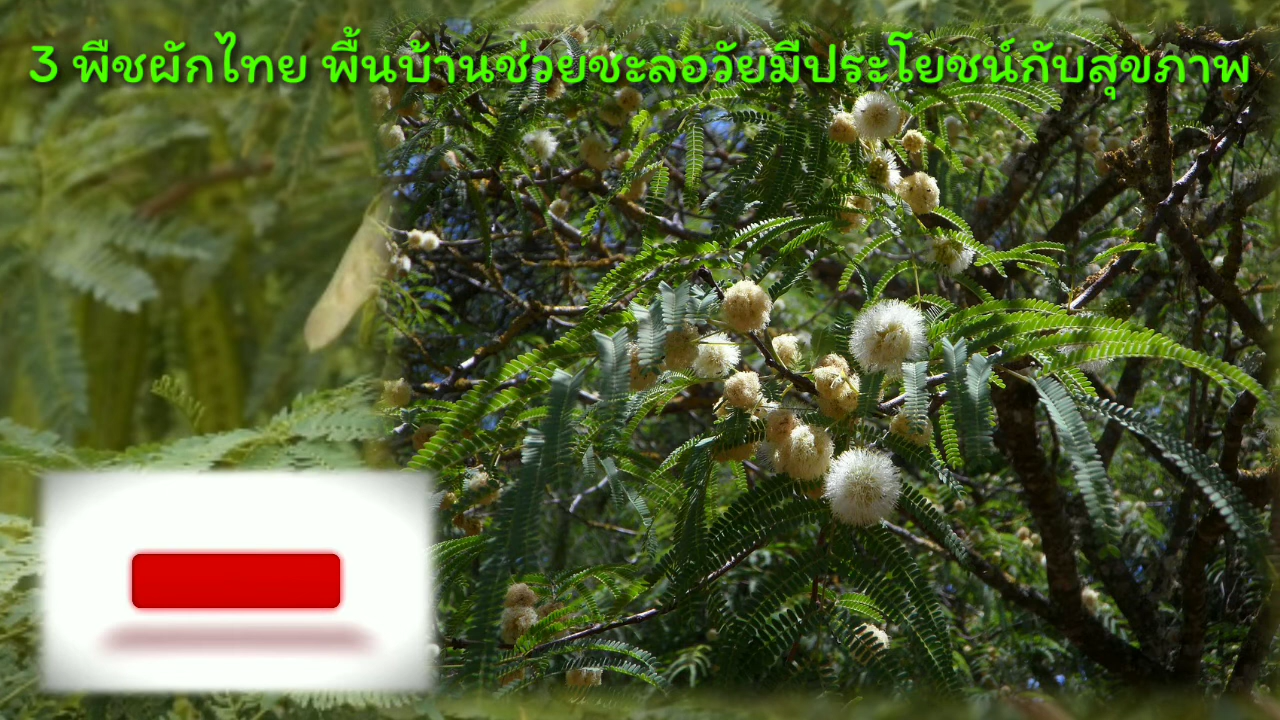 3 พืชผักไทย พื้นบ้านช่วยชะลอวัยมีประโยชน์กับสุขภาพ